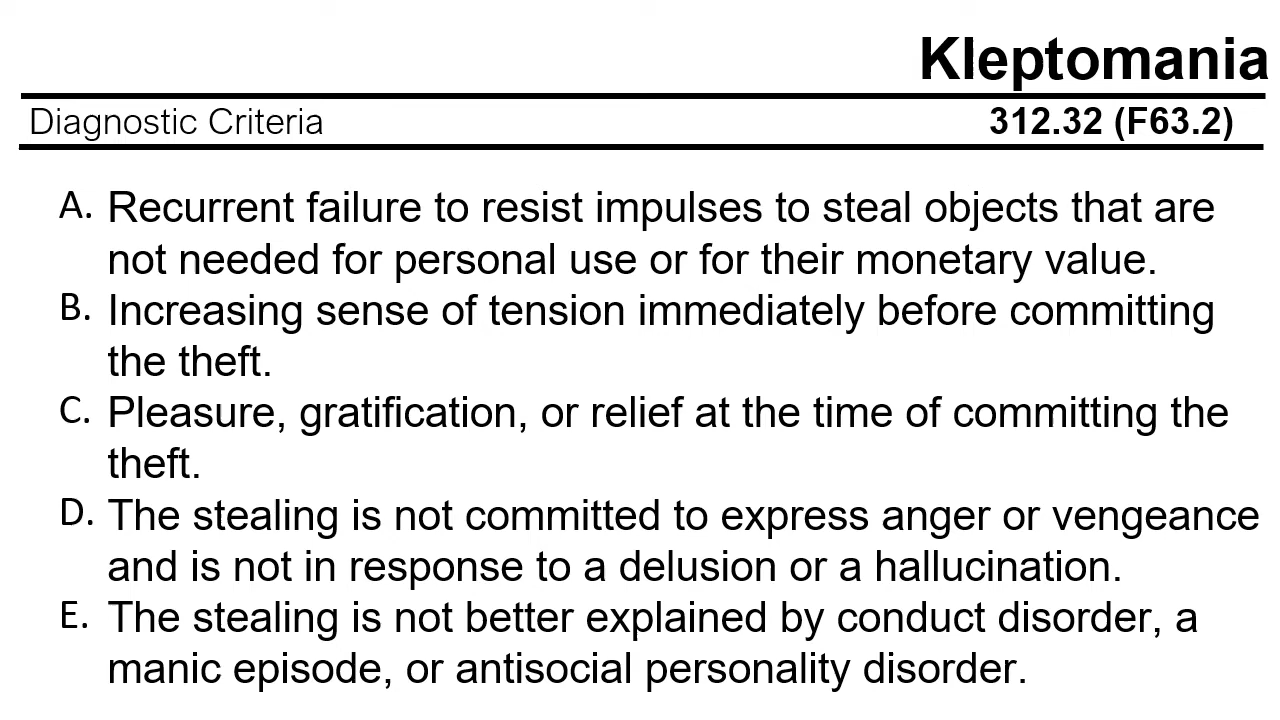 Kleptomania
Diagnostic Criteria 312.32 (F63.2)
A. Recurrent failure to resist impulses to steal objects that are
not needed for personal use or for their monetary value.
B. Increasing sense of tension immediately before committing
the theft.
C. Pleasure, gratification, or relief at the time of committing the
theft.
D. The stealing is not committed to express anger or vengeance
and is not in response to a delusion or a hallucination.
E. The stealing is not better explained by conduct disorder, a
manic episode, or antisocial personality disorder.